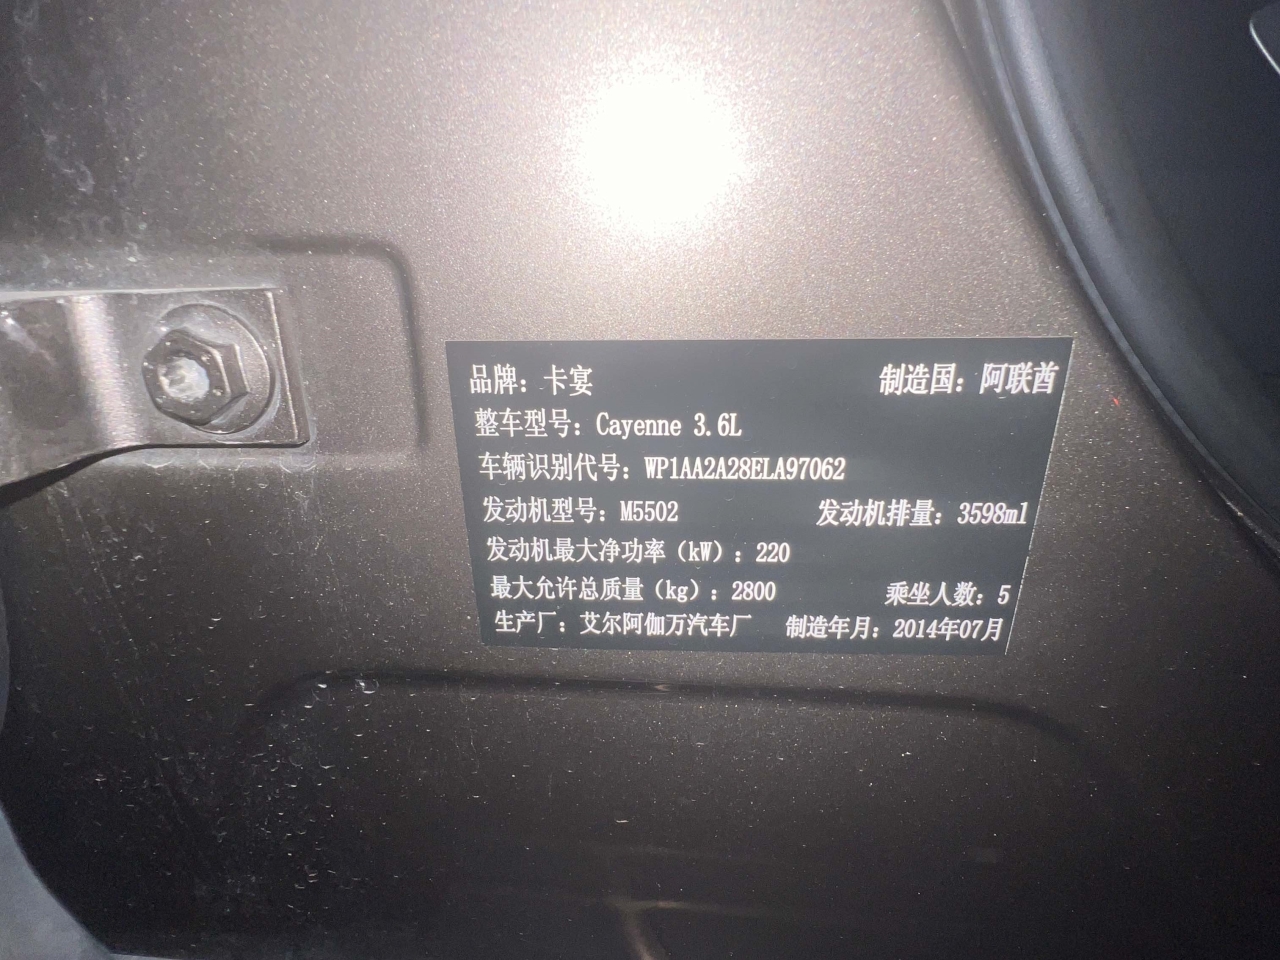 品牌：卡宴 制造国：阿联酋
整车型号：Cayenne 3.6L
车辆识别代号：WP1AA2A28ELA97062
发动机型号：M5502 发动机排量：3598ml
发动机最大净功率（kW）：220
最大允许总质量（kg）：2800 乘坐人数：5
生产厂：艾尔阿伽万汽车厂 制造年月：2014年07月